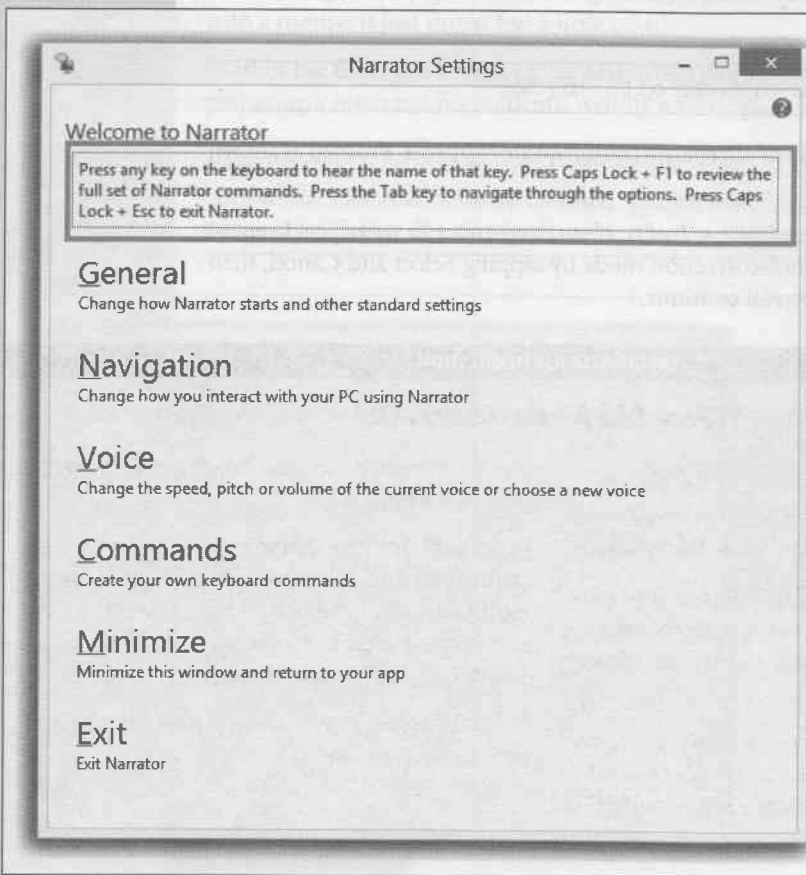 Narrator Settings
Welcome to Narrator
Press any key on the keyboard to hear the name of that key. Press Caps Lock + F1 to review the
full set of Narrator commands. Press the Tab key to navigate through the options. Press Caps
Lock + Esc to exit Narrator.
General
Change how Narrator starts and other standard settings
Navigation
Change how you interact with your PC using Narrator
Voice
Change the speed, pitch or volume of the current voice or choose a new voice
Commands
Create your own keyboard commands
Minimize
Minimize this window and return to your app
Exit
Exit Narrator